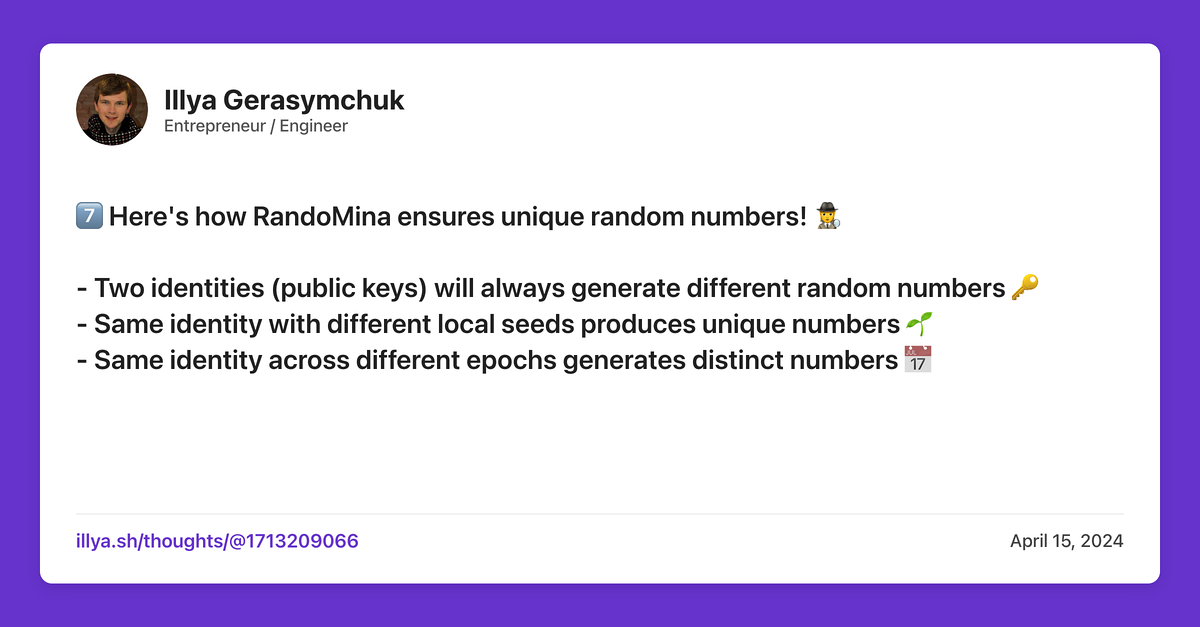 Illya Gerasymchuk
Entrepreneur / Engineer
7️⃣ Here's how RandoMina ensures unique random numbers! 🕵️
- Two identities (public keys) will always generate different random numbers 🔑
- Same identity with different local seeds produces unique numbers 🌱
- Same identity across different epochs generates distinct numbers 📅
illya.sh/thoughts/@1713209066
April 15, 2024